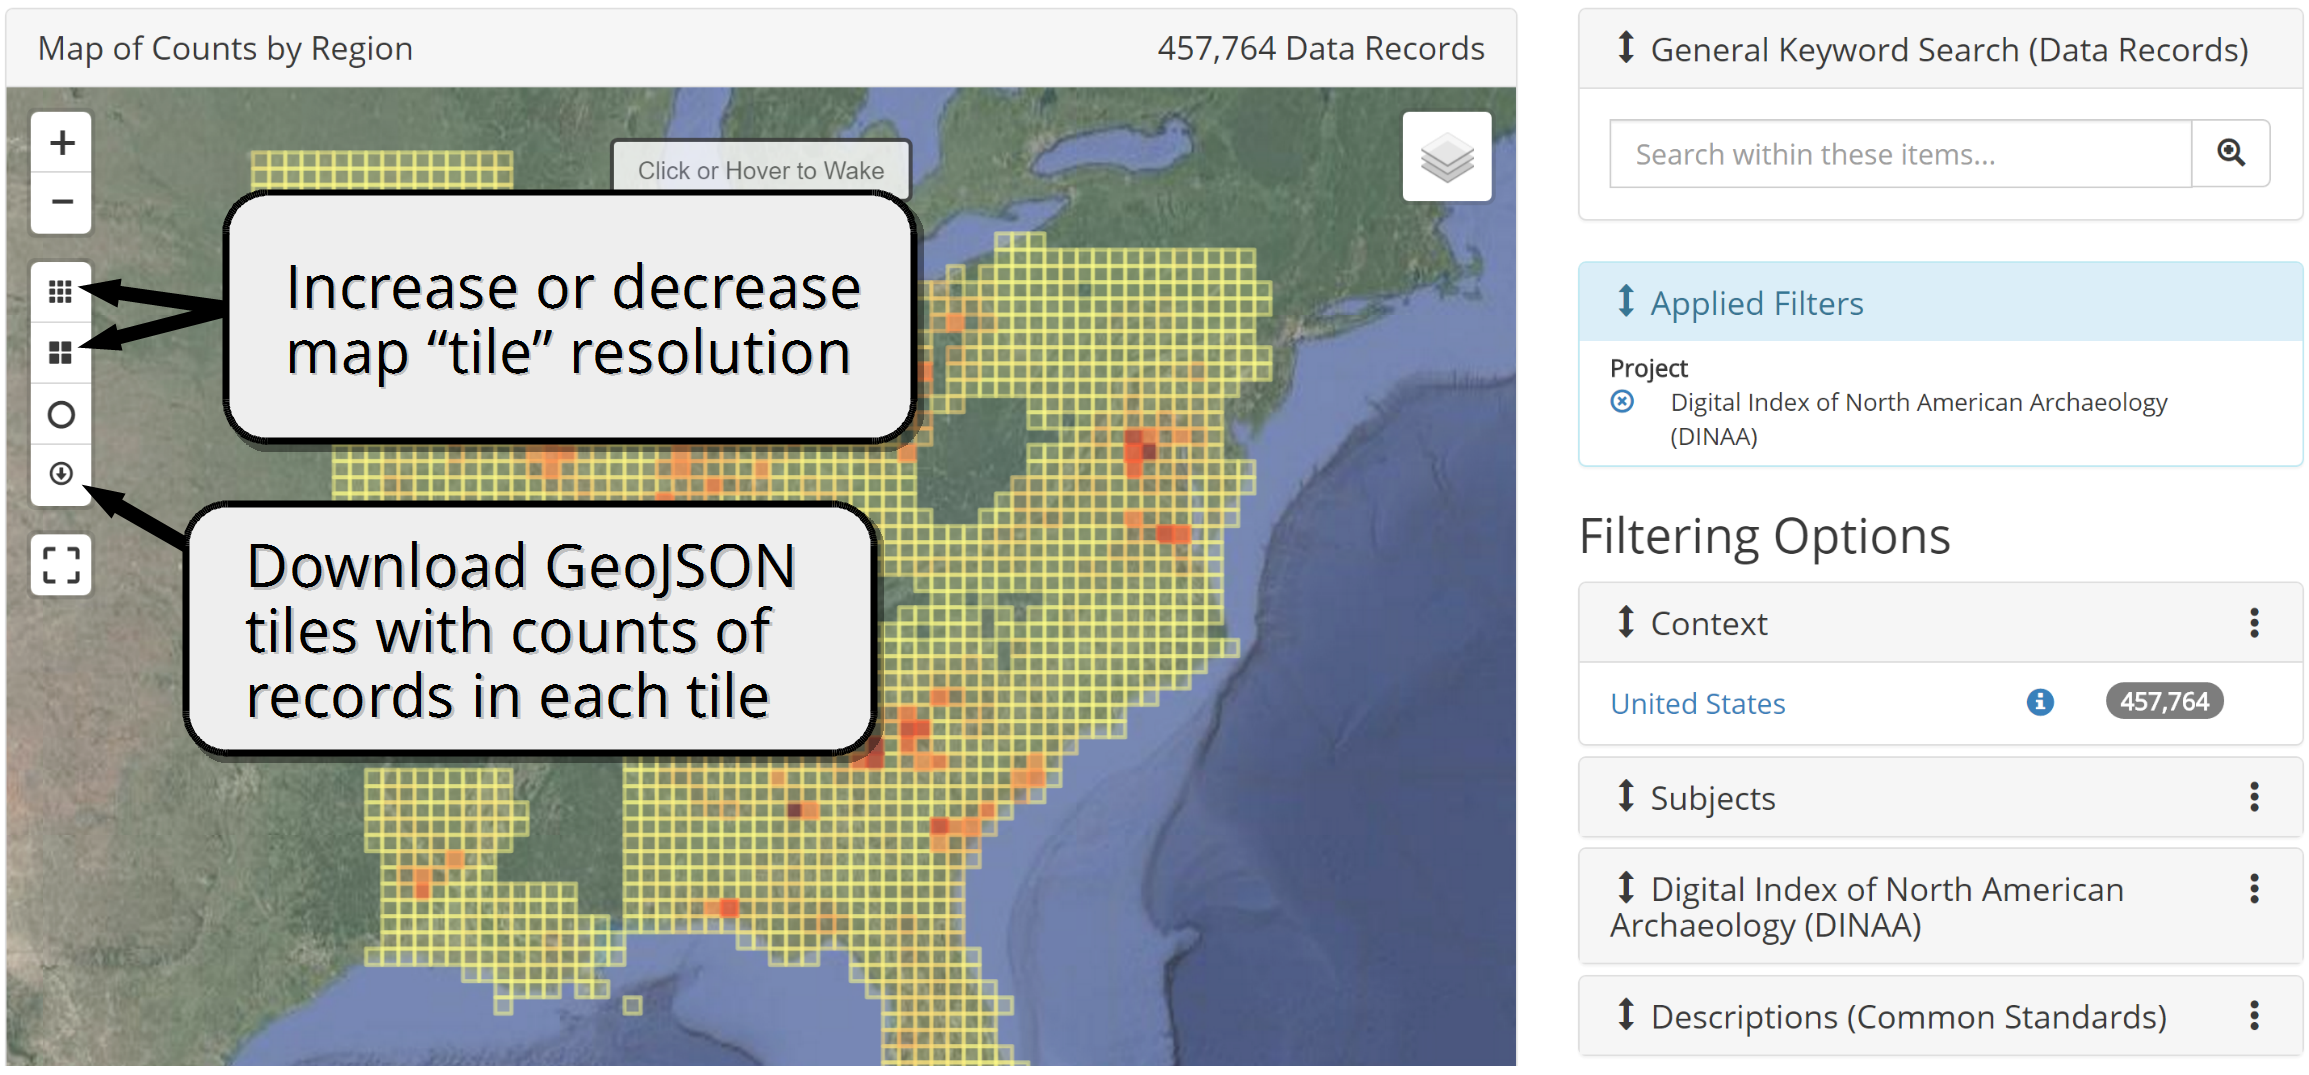 Map of Counts by Region
457,764 Data Records
Click or Hover to Wake
Increase or decrease
map “tile” resolution
Download GeoJSON
tiles with counts of
records in each tile
General Keyword Search (Data Records)
Search within these items...
Applied Filters
Project
Digital Index of North American Archaeology
(DINAA)
Filtering Options
Context
United States
457,764
Subjects
Digital Index of North American
Archaeology (DINAA)
Descriptions (Common Standards)